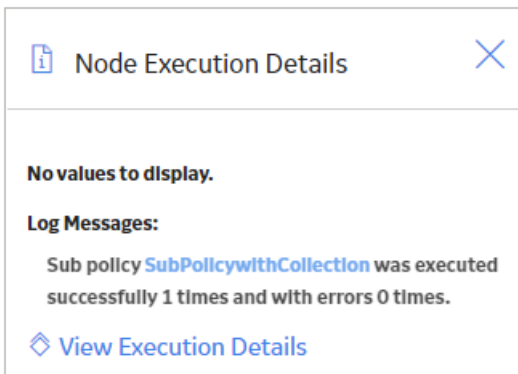 Node Execution Details
No values to display.
Log Messages:
Sub policy SubPolicywithCollection was executed
successfully 1 times and with errors 0 times.
View Execution Details